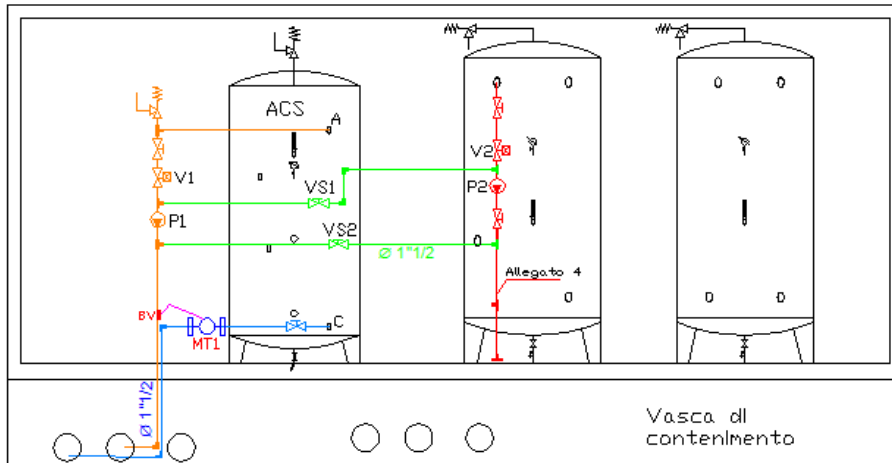 ACS
A
V1
V2
VS1
P2
P1
VS2
Ø 1"1/2
Allegato 4
BV
C
MT1
Ø 1"1/2
Vasca di
contenimento